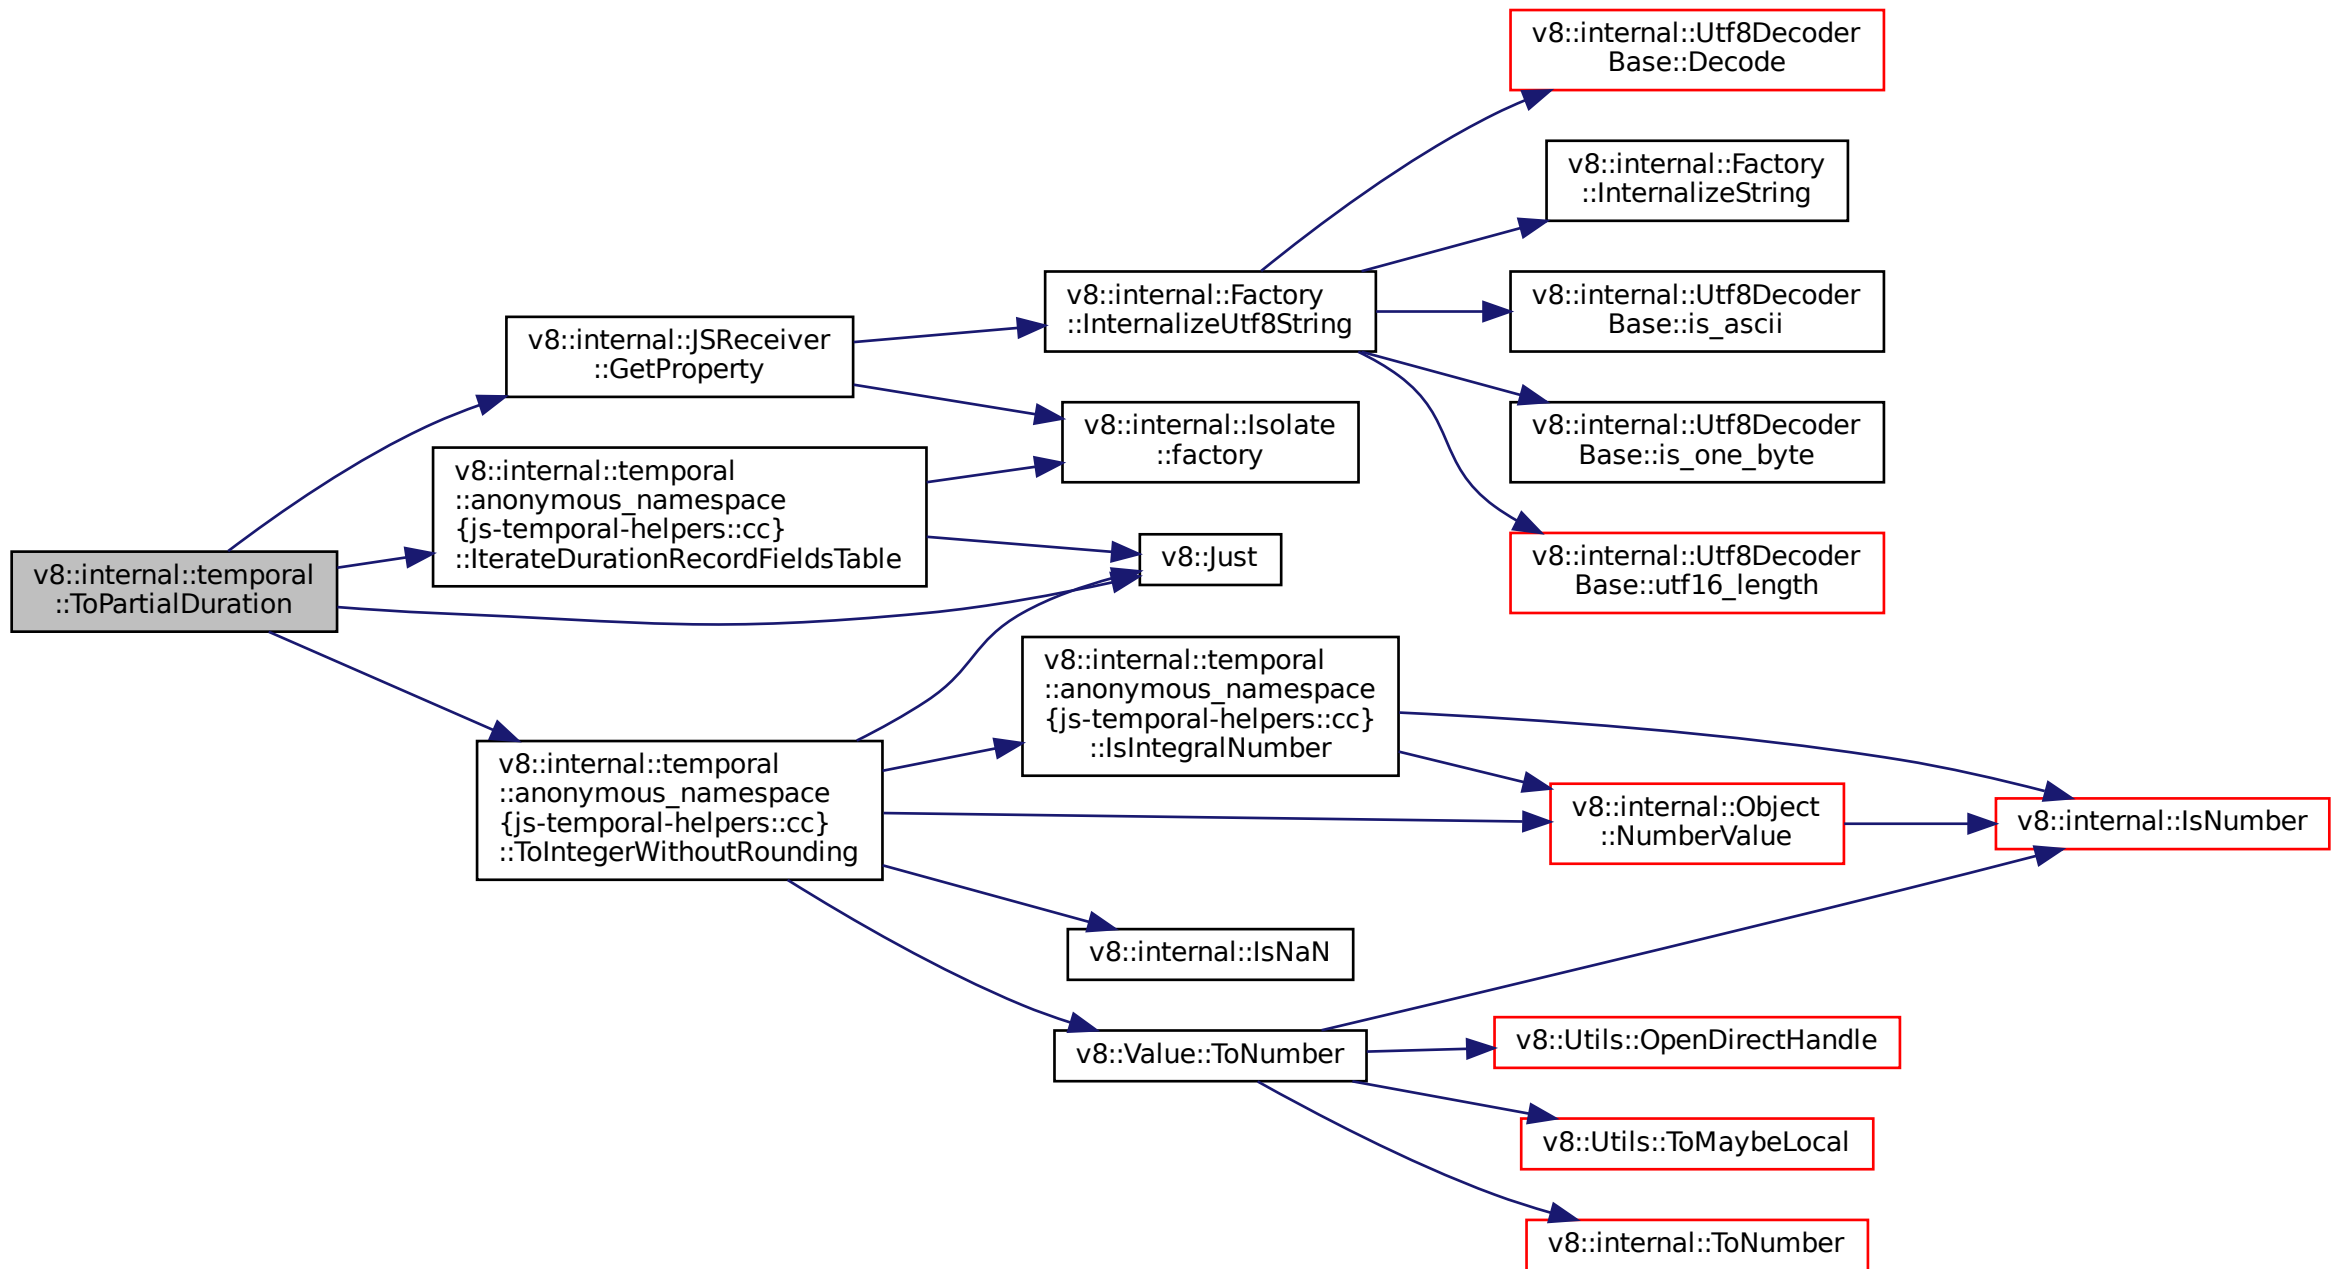 v8::internal::temporal
::ToPartialDuration
v8::internal::JSReceiver
::GetProperty
v8::internal::temporal
::anonymous_namespace
{js-temporal-helpers::cc}
::IterateDurationRecordFieldsTable
v8::internal::temporal
::anonymous_namespace
{js-temporal-helpers::cc}
::ToIntegerWithoutRounding
v8::internal::Factory
::InternalizeUtf8String
v8::internal::Isolate
::factory
v8::Just
v8::internal::temporal
::anonymous_namespace
{js-temporal-helpers::cc}
::IsIntegralNumber
v8::internal::IsNaN
v8::Value::ToNumber
v8::internal::Utf8Decoder
Base::Decode
v8::internal::Factory
::InternalizeString
v8::internal::Utf8Decoder
Base::is_ascii
v8::internal::Utf8Decoder
Base::is_one_byte
v8::internal::Utf8Decoder
Base::utf16_length
v8::internal::Object
::NumberValue
v8::internal::IsNumber
v8::Utils::OpenDirectHandle
v8::Utils::ToMaybeLocal
v8::internal::ToNumber